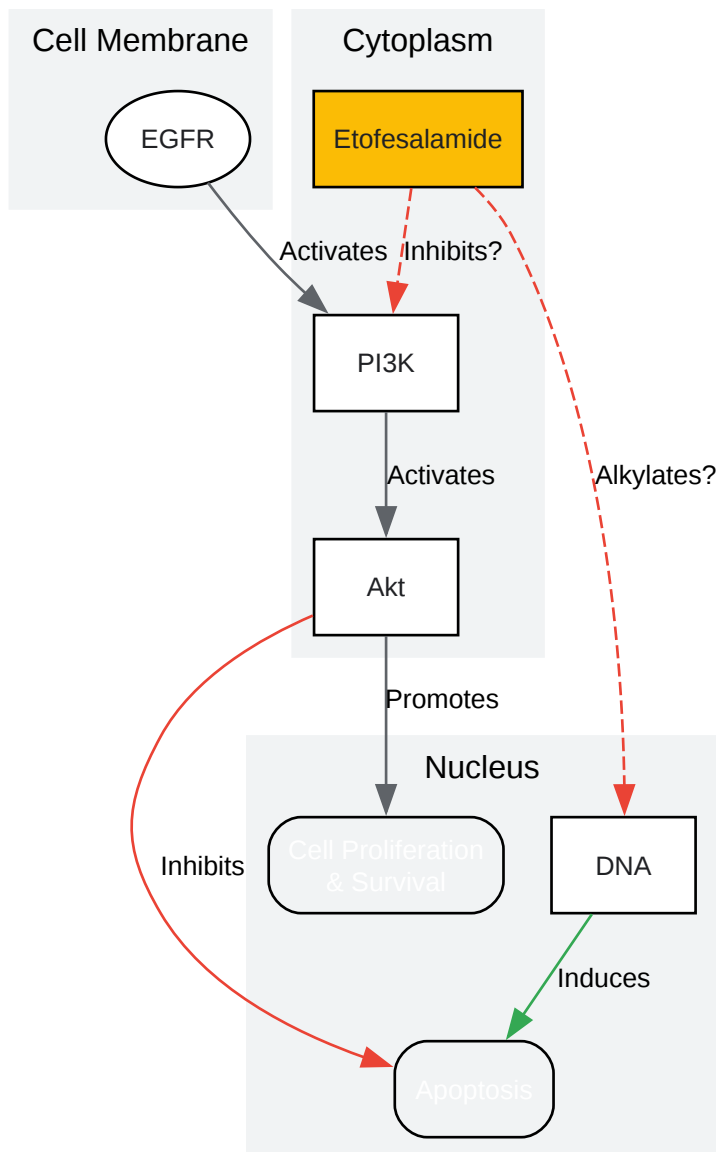 Cell Membrane
Cytoplasm
EGFR
Etofesalamide
Activates
Inhibits?
PI3K
Activates
Alkylates?
Akt
Promotes
Nucleus
Inhibits
Cell Proliferation
& Survival
DNA
Induces
Apoptosis